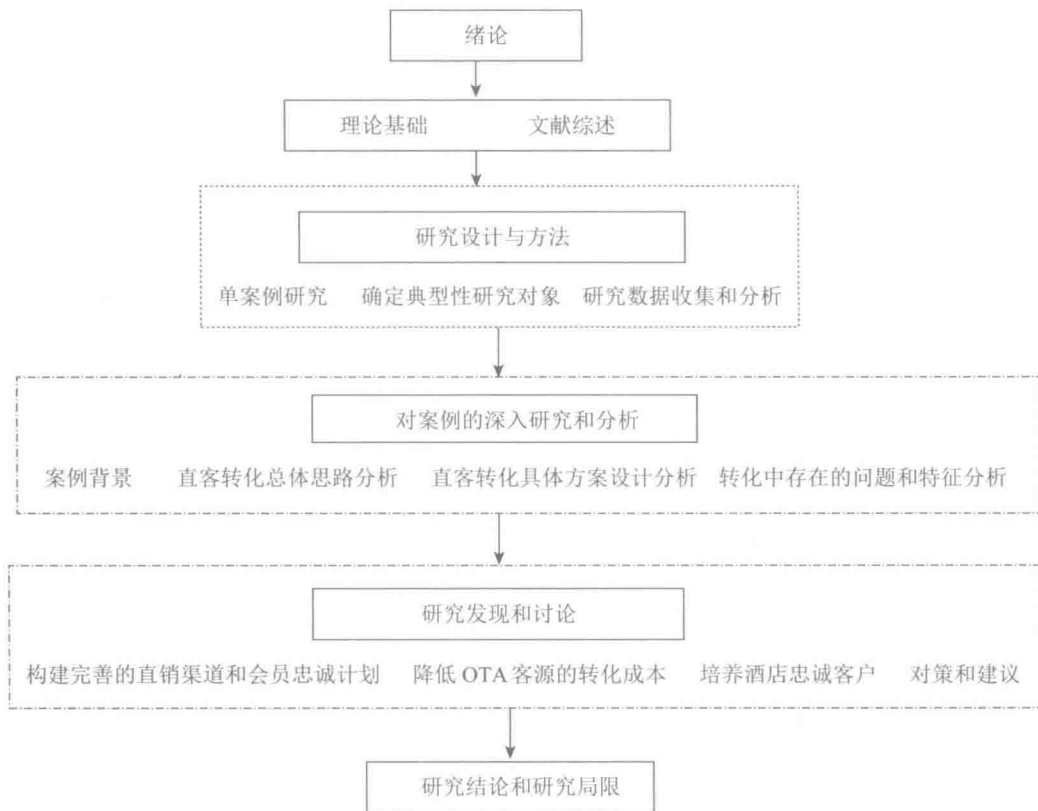 绪论
理论基础 文献综述
研究设计与方法
单案例研究 确定典型性研究对象 研究数据收集和分析
对案例的深入研究和分析
案例背景 直客转化总体思路分析 直客转化具体方案设计分析 转化中存在的问题和特征分析
研究发现和讨论
构建完善的直销渠道和会员忠诚计划 降低 OTA 客源的转化成本 培养酒店忠诚客户 对策和建议
研究结论和研究局限